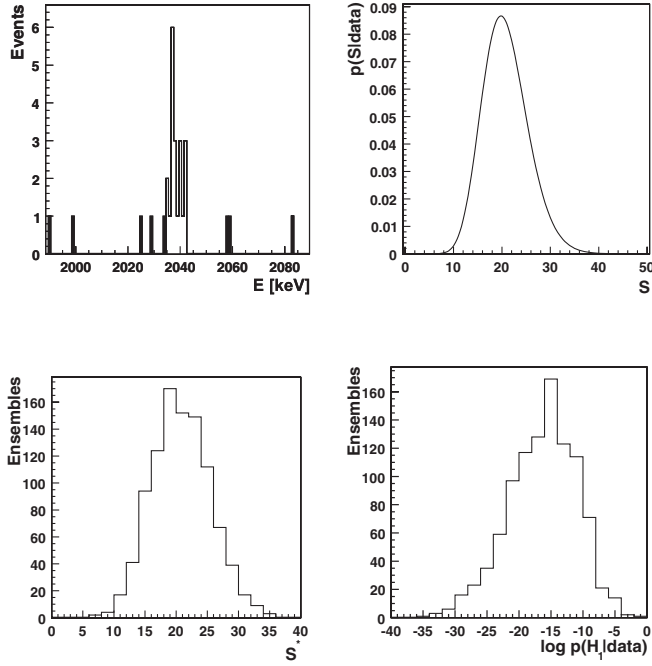 Events
6
5
4
3
2
1
0
2000 2020 2040 2060 2080
E [keV]
p(S|data)
0.09
0.08
0.07
0.06
0.05
0.04
0.03
0.02
0.01
0
0 10 20 30 40 50
S
Ensembles
160
140
120
100
80
60
40
20
0
0 5 10 15 20 25 30 35 40
S*
Ensembles
160
140
120
100
80
60
40
20
0
-40 -35 -30 -25 -20 -15 -10 -5 0
log p(H₁|data)